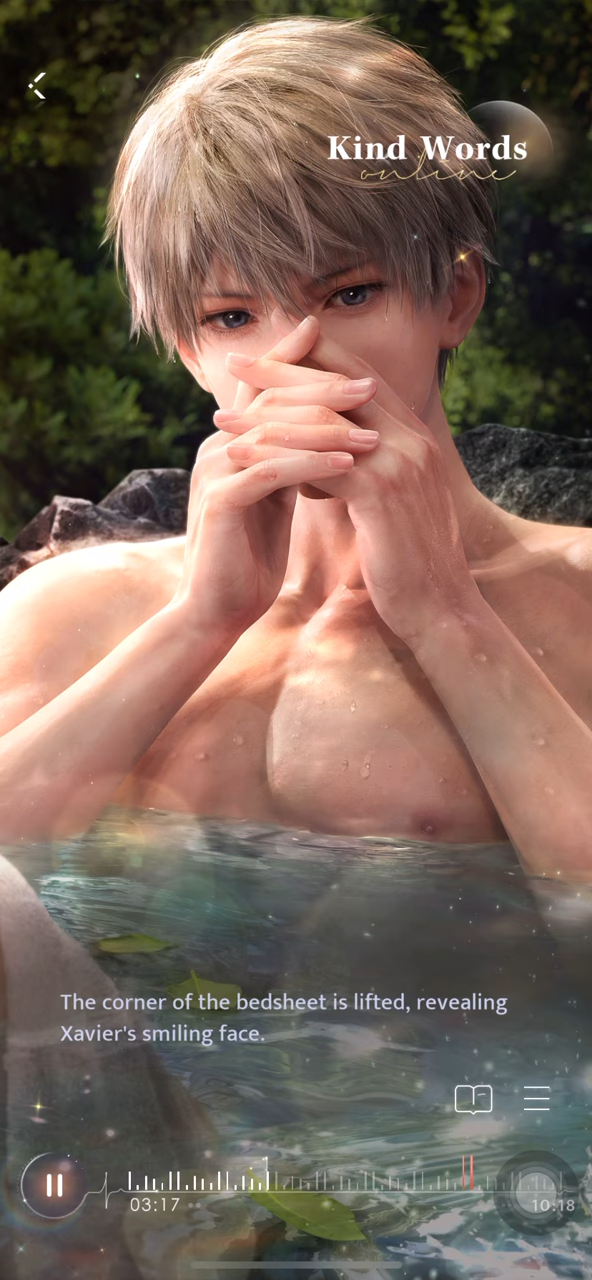 Kind Words
online
The corner of the bedsheet is lifted, revealing
Xavier's smiling face.
03:17
10:18